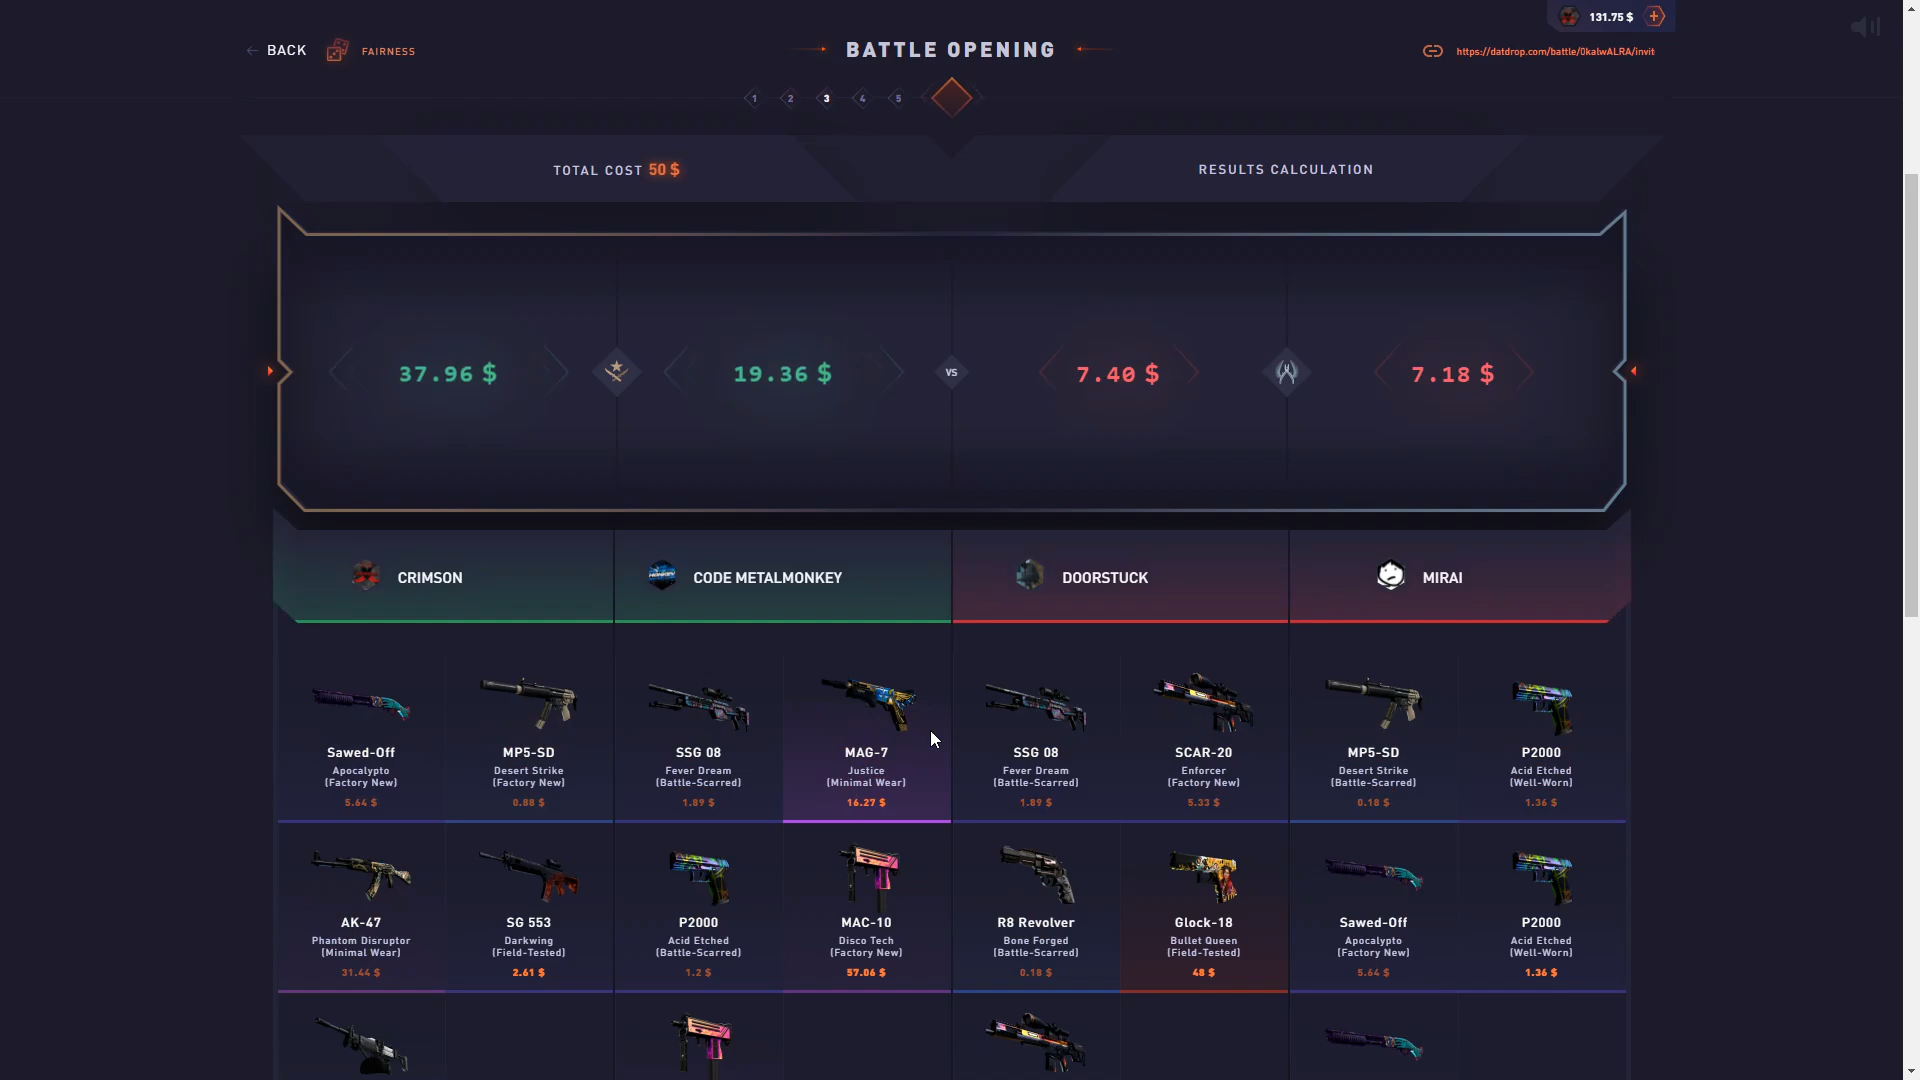 131.75 $
BACK
FAIRNESS
BATTLE OPENING
https://datdrop.com/battle/0kalwALRA/invit
1 2 3 4 5
TOTAL COST 50 $
RESULTS CALCULATION
37.96 $
19.36 $
VS
7.40 $
7.18 $
CRIMSON
CODE METALMONKEY
DOORSTUCK
MIRAI
Sawed-Off
Apocalypto
(Factory New)
5.64 $
MP5-SD
Desert Strike
(Factory New)
0.88 $
SSG 08
Fever Dream
(Battle-Scarred)
1.89 $
MAG-7
Justice
(Minimal Wear)
16.27 $
SSG 08
Fever Dream
(Battle-Scarred)
1.89 $
SCAR-20
Enforcer
(Factory New)
5.33 $
MP5-SD
Desert Strike
(Battle-Scarred)
0.18 $
P2000
Acid Etched
(Well-Worn)
1.36 $
AK-47
Phantom Disruptor
(Minimal Wear)
31.44 $
SG 553
Darkwing
(Field-Tested)
2.61 $
P2000
Acid Etched
(Battle-Scarred)
1.2 $
MAC-10
Disco Tech
(Factory New)
57.06 $
R8 Revolver
Bone Forged
(Battle-Scarred)
0.18 $
Glock-18
Bullet Queen
(Field-Tested)
48 $
Sawed-Off
Apocalypto
(Factory New)
5.64 $
P2000
Acid Etched
(Well-Worn)
1.36 $